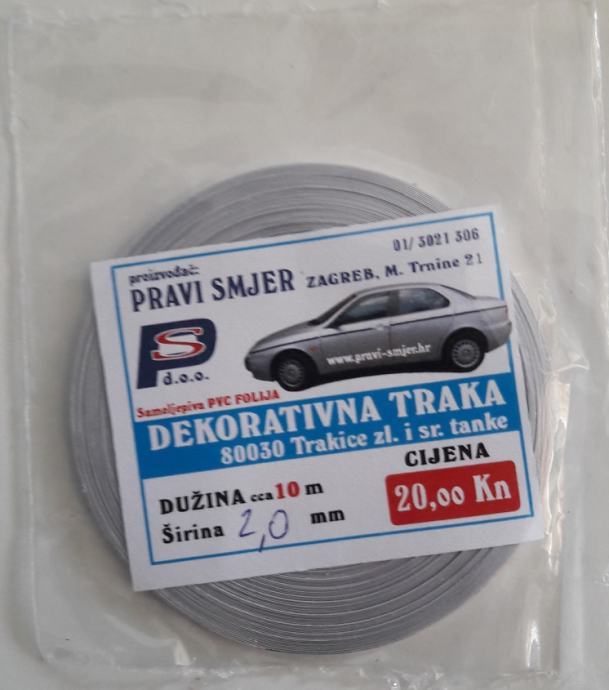 proizvođač:
01/ 3021 306
PRAVI SMJER ZAGREB, M. Trnine 21
PS
d.o.o.
www.pravi-smjer.hr
Samoljepiva PVC FOLIJA
DEKORATIVNA TRAKA
80030 Trakice zl. i sr. tanke
CIJENA
DUŽINA cca 10 m
20,00 Kn
Širina 2,0 mm